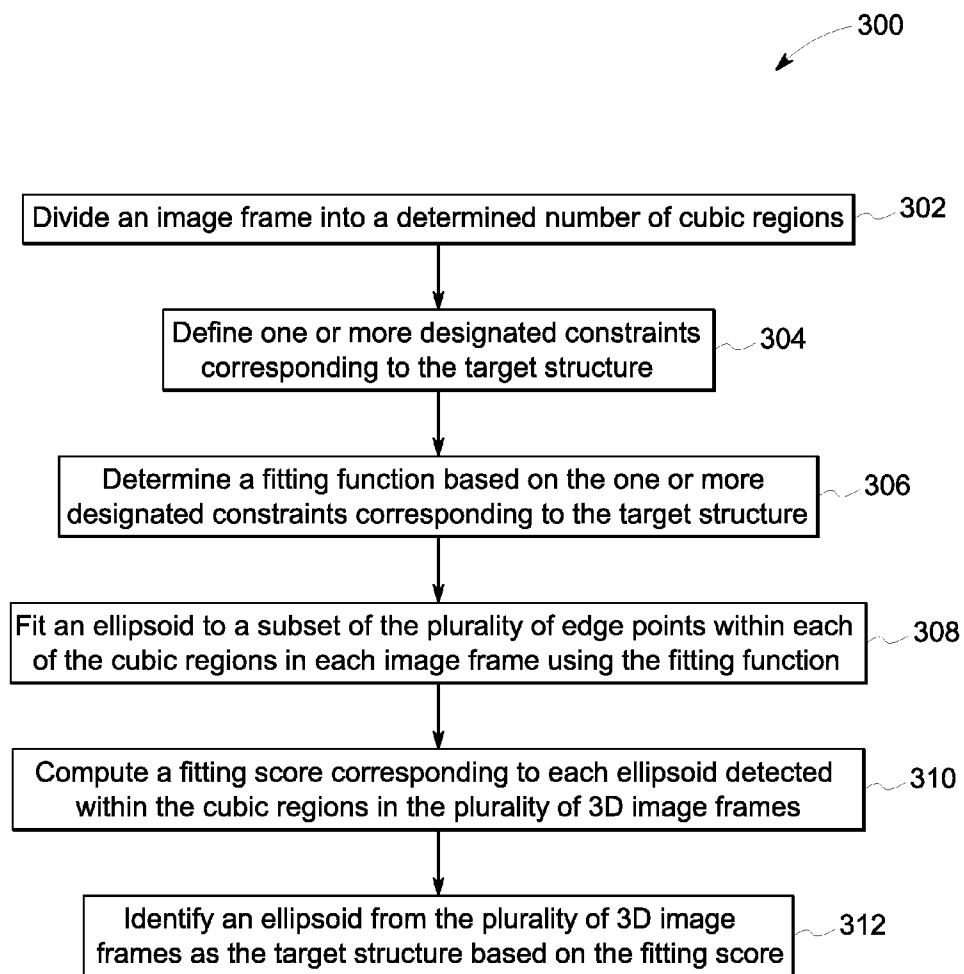 300
Divide an image frame into a determined number of cubic regions
302
Define one or more designated constraints
corresponding to the target structure
304
Determine a fitting function based on the one or more
designated constraints corresponding to the target structure
306
Fit an ellipsoid to a subset of the plurality of edge points within each
of the cubic regions in each image frame using the fitting function
308
Compute a fitting score corresponding to each ellipsoid detected
within the cubic regions in the plurality of 3D image frames
310
Identify an ellipsoid from the plurality of 3D image
frames as the target structure based on the fitting score
312